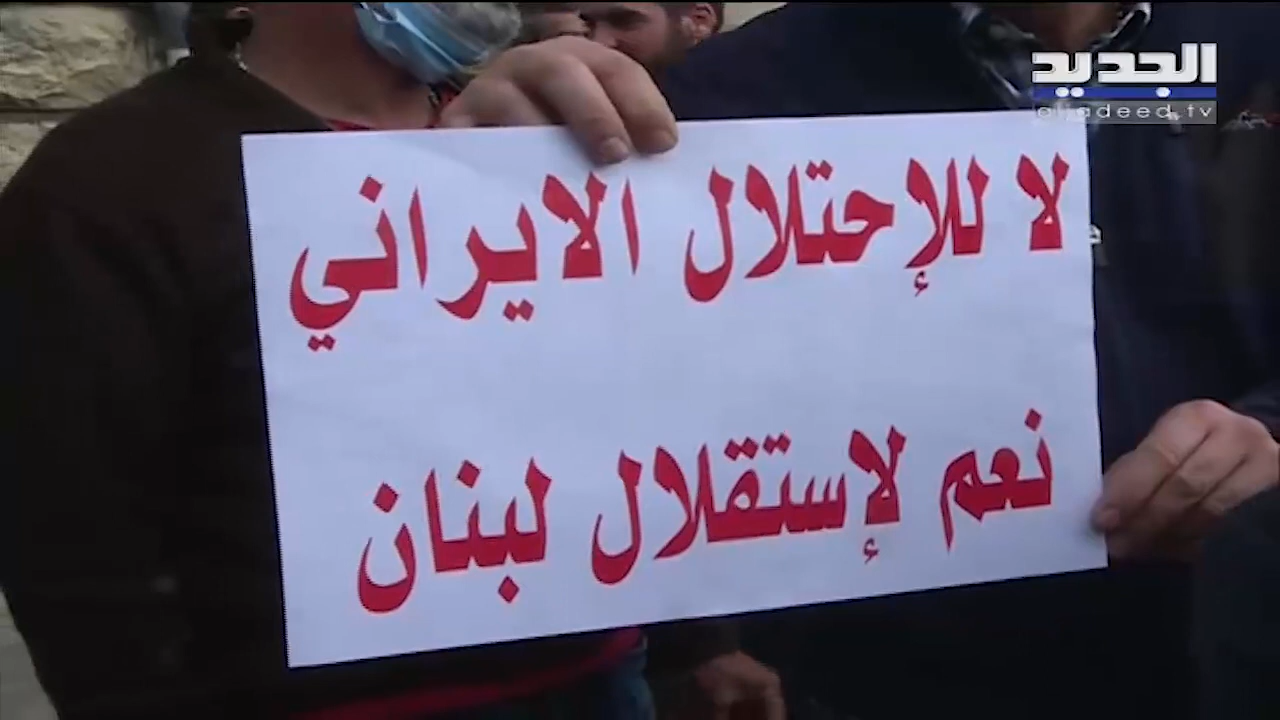 الجديد
aljadeed.tv
لا للإحتلال الايراني
نعم لإستقلال لبنان